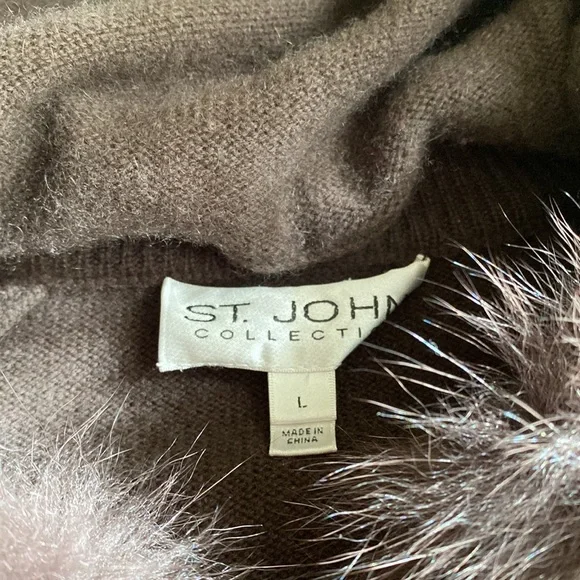 ST. JOHN
COLLECTI
L
MADE IN
CHINA